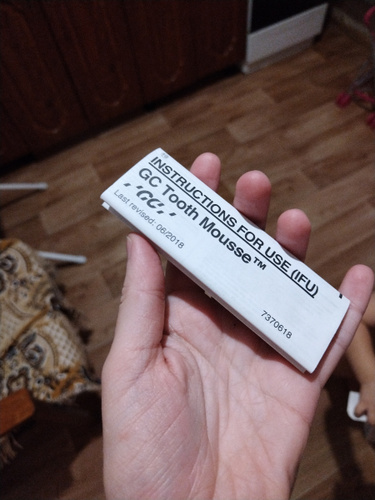 INSTRUCTIONS FOR USE (IFU)
GC Tooth Mousse™
GC
Last revised: 06/2018
7370618